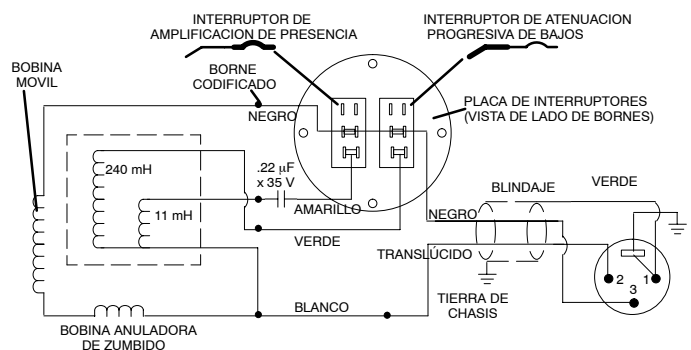 INTERRUPTOR DE
AMPLIFICACION DE PRESENCIA
INTERRUPTOR DE ATENUACION
PROGRESIVA DE BAJOS
BOBINA
MOVIL
BORNE
CODIFICADO
NEGRO
PLACA DE INTERRUPTORES
(VISTA DE LADO DE BORNES)
240 mH
.22 µF
x 35 V
11 mH
AMARILLO
VERDE
BLINDAJE
VERDE
NEGRO
TRANSLÚCIDO
2
1
3
TIERRA DE
CHASIS
BLANCO
BOBINA ANULADORA
DE ZUMBIDO